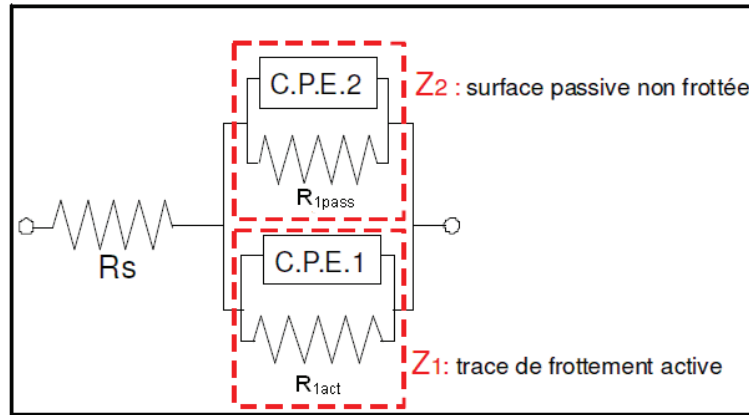 C.P.E.2
Z2 : surface passive non frottée
R1pass
Rs
C.P.E.1
R1act
Z1: trace de frottement active